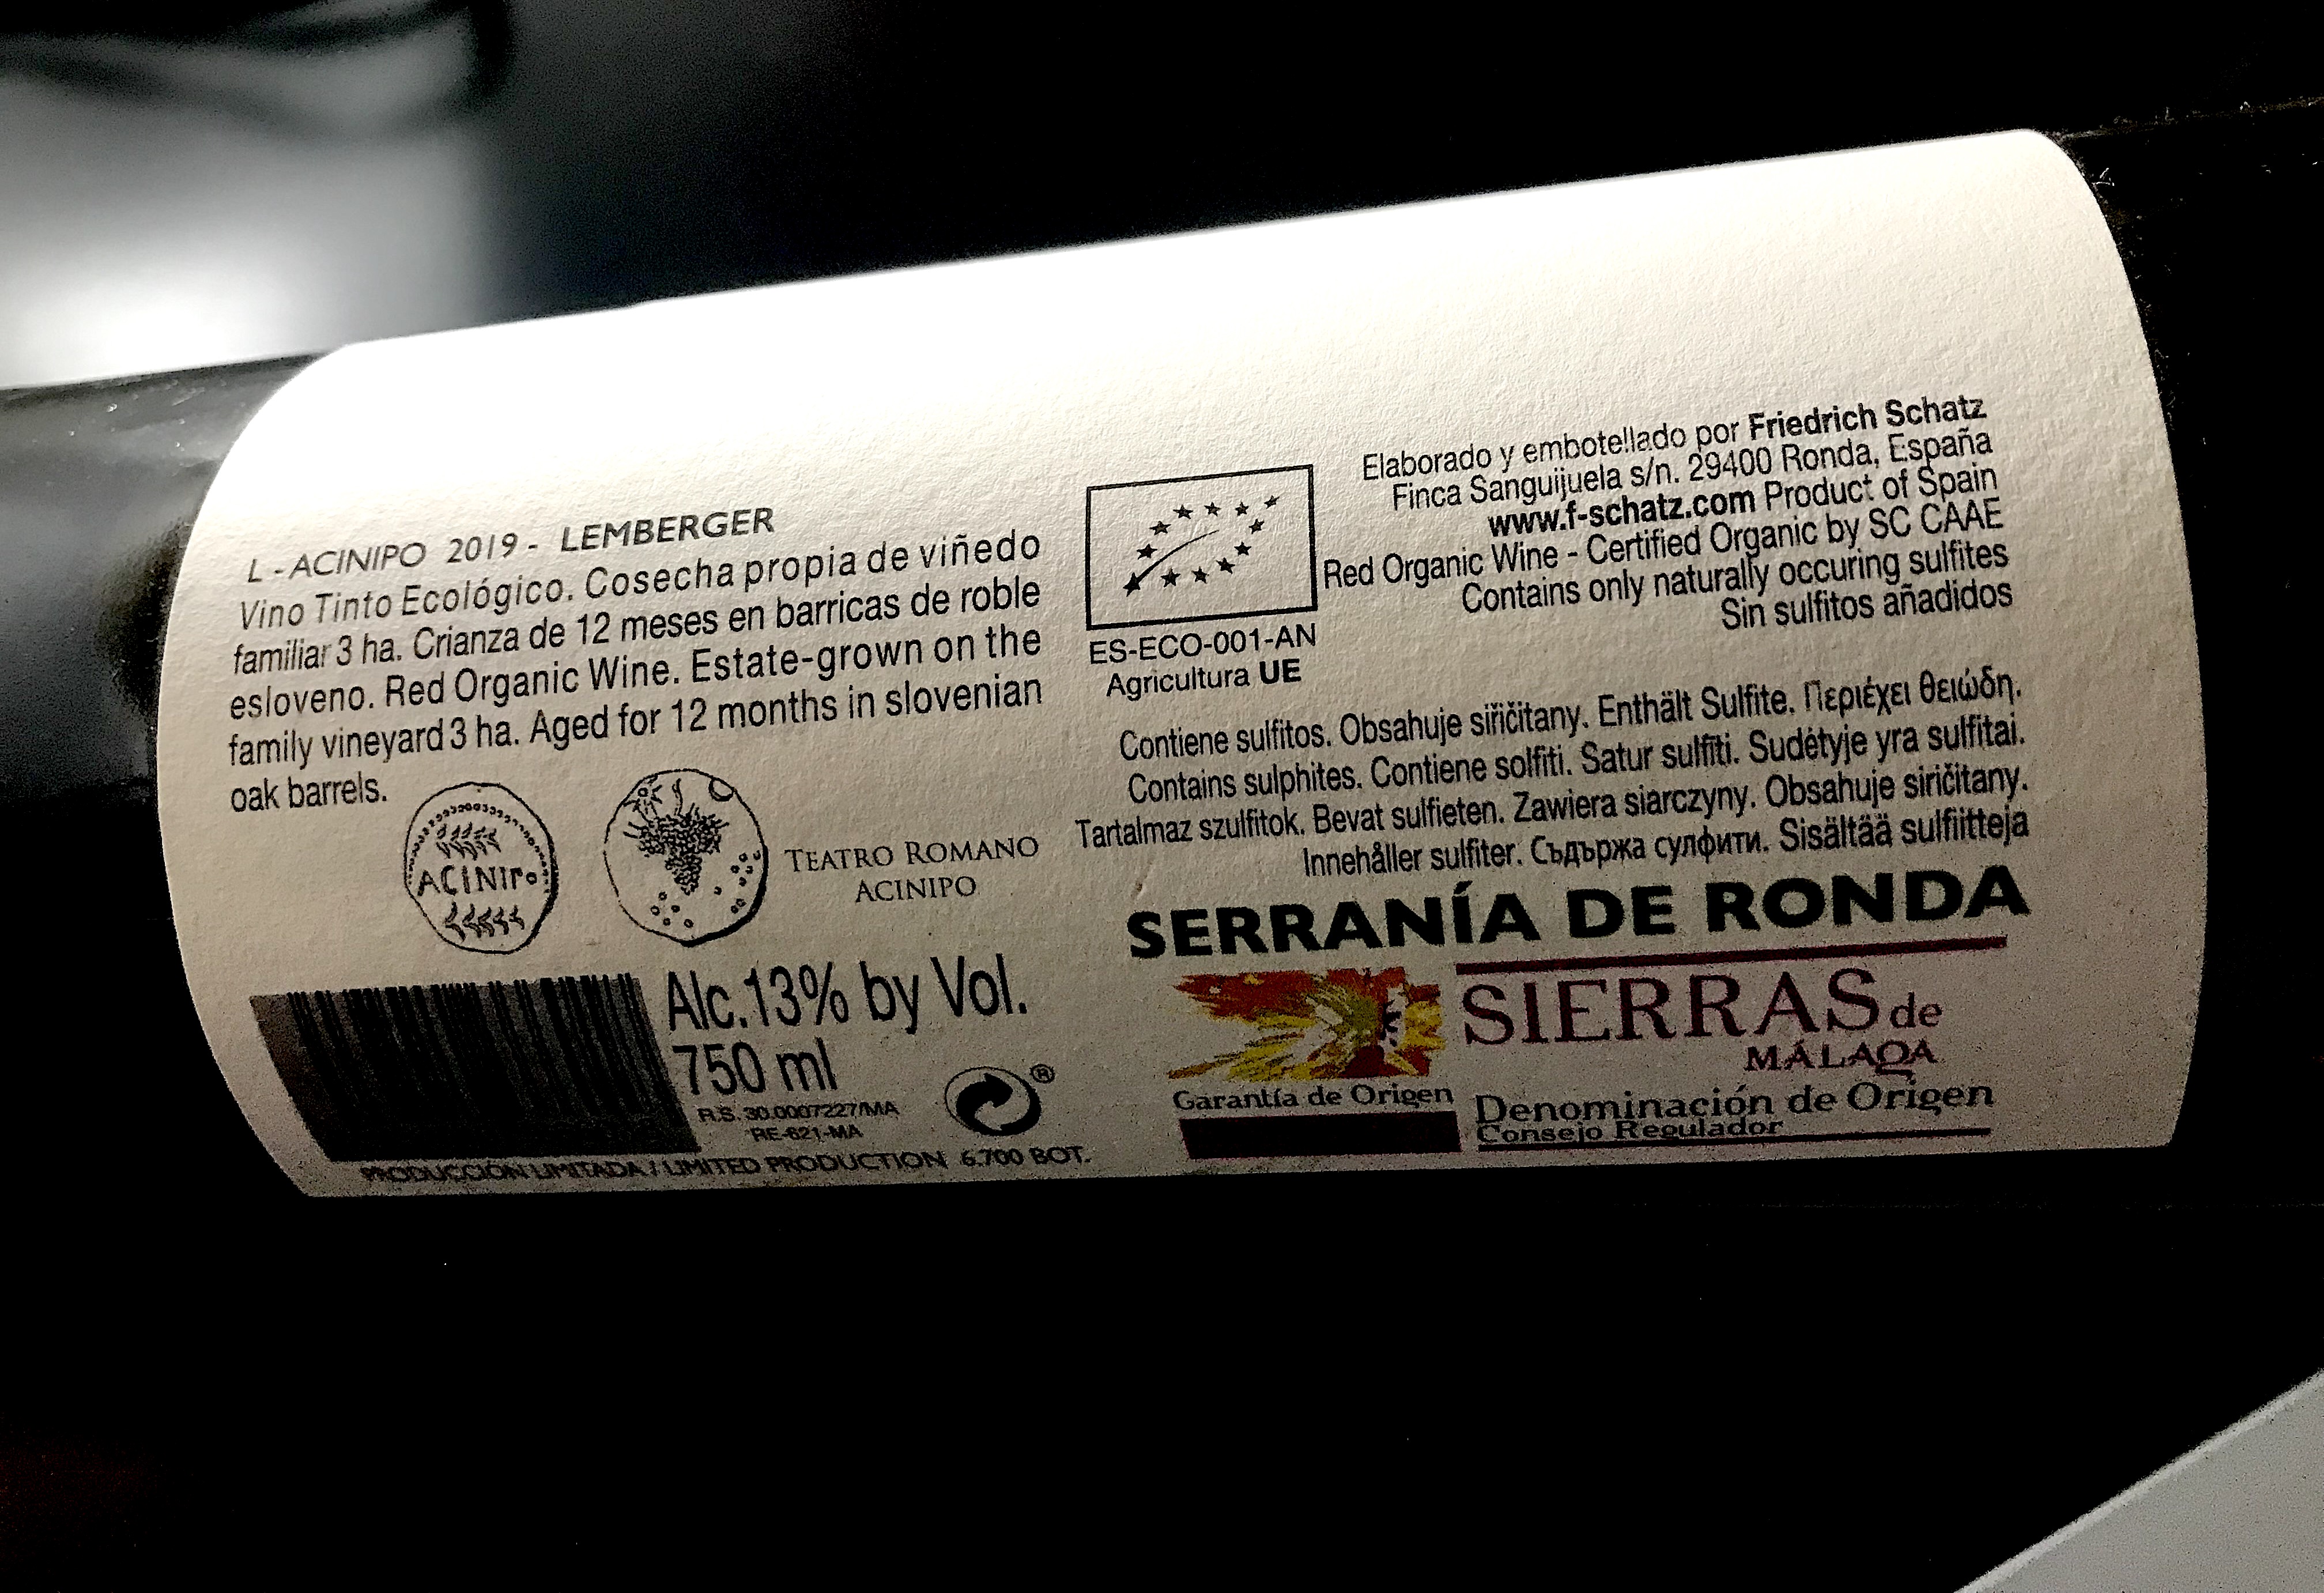 L - ACINIPO 2019 - LEMBERGER
Vino Tinto Ecológico. Cosecha propia de viñedo
familiar 3 ha. Crianza de 12 meses en barricas de roble
esloveno. Red Organic Wine. Estate-grown on the
family vineyard 3 ha. Aged for 12 months in slovenian
oak barrels.
ACINIPO
TEATRO ROMANO
ACINIPO
Alc.13% by Vol.
750 ml
R.S. 30.0007227/MA
RE-621-MA
PRODUCCIÓN LIMITADA / LIMITED PRODUCTION 6.700 BOT.
ES-ECO-001-AN
Agricultura UE
Elaborado y embotellado por Friedrich Schatz
Finca Sanguijuela s/n. 29400 Ronda, España
www.f-schatz.com Product of Spain
Red Organic Wine - Certified Organic by SC CAAE
Contains only naturally occuring sulfites
Sin sulfitos añadidos
Contiene sulfitos. Obsahuje siřičitany. Enthält Sulfite. Περιέχει θειώδη.
Contains sulphites. Contiene solfiti. Satur sulfīti. Sudėtyje yra sulfitai.
Tartalmaz szulfitok. Bevat sulfieten. Zawiera siarczyny. Obsahuje siričitany.
Innehåller sulfiter. Съдържа сулфити. Sisältää sulfiitteja
SERRANÍA DE RONDA
SIERRAS de
MÁLAGA
Garantía de Origen
Denominación de Origen
Consejo Regulador